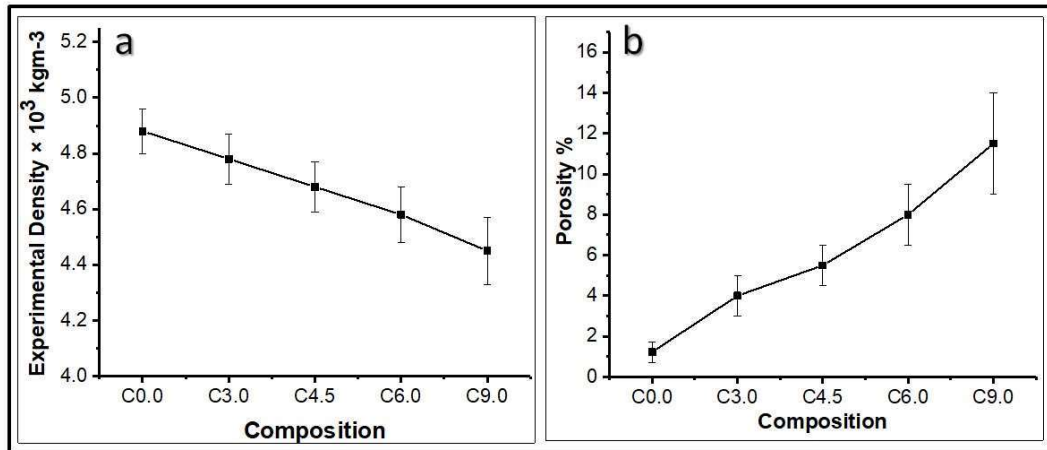 a
Experimental Density × 10³ kgm-3
5.2
5.0
4.8
4.6
4.4
4.2
4.0
C0.0 C3.0 C4.5 C6.0 C9.0
Composition
b
Porosity %
16
14
12
10
8
6
4
2
0
C0.0 C3.0 C4.5 C6.0 C9.0
Composition